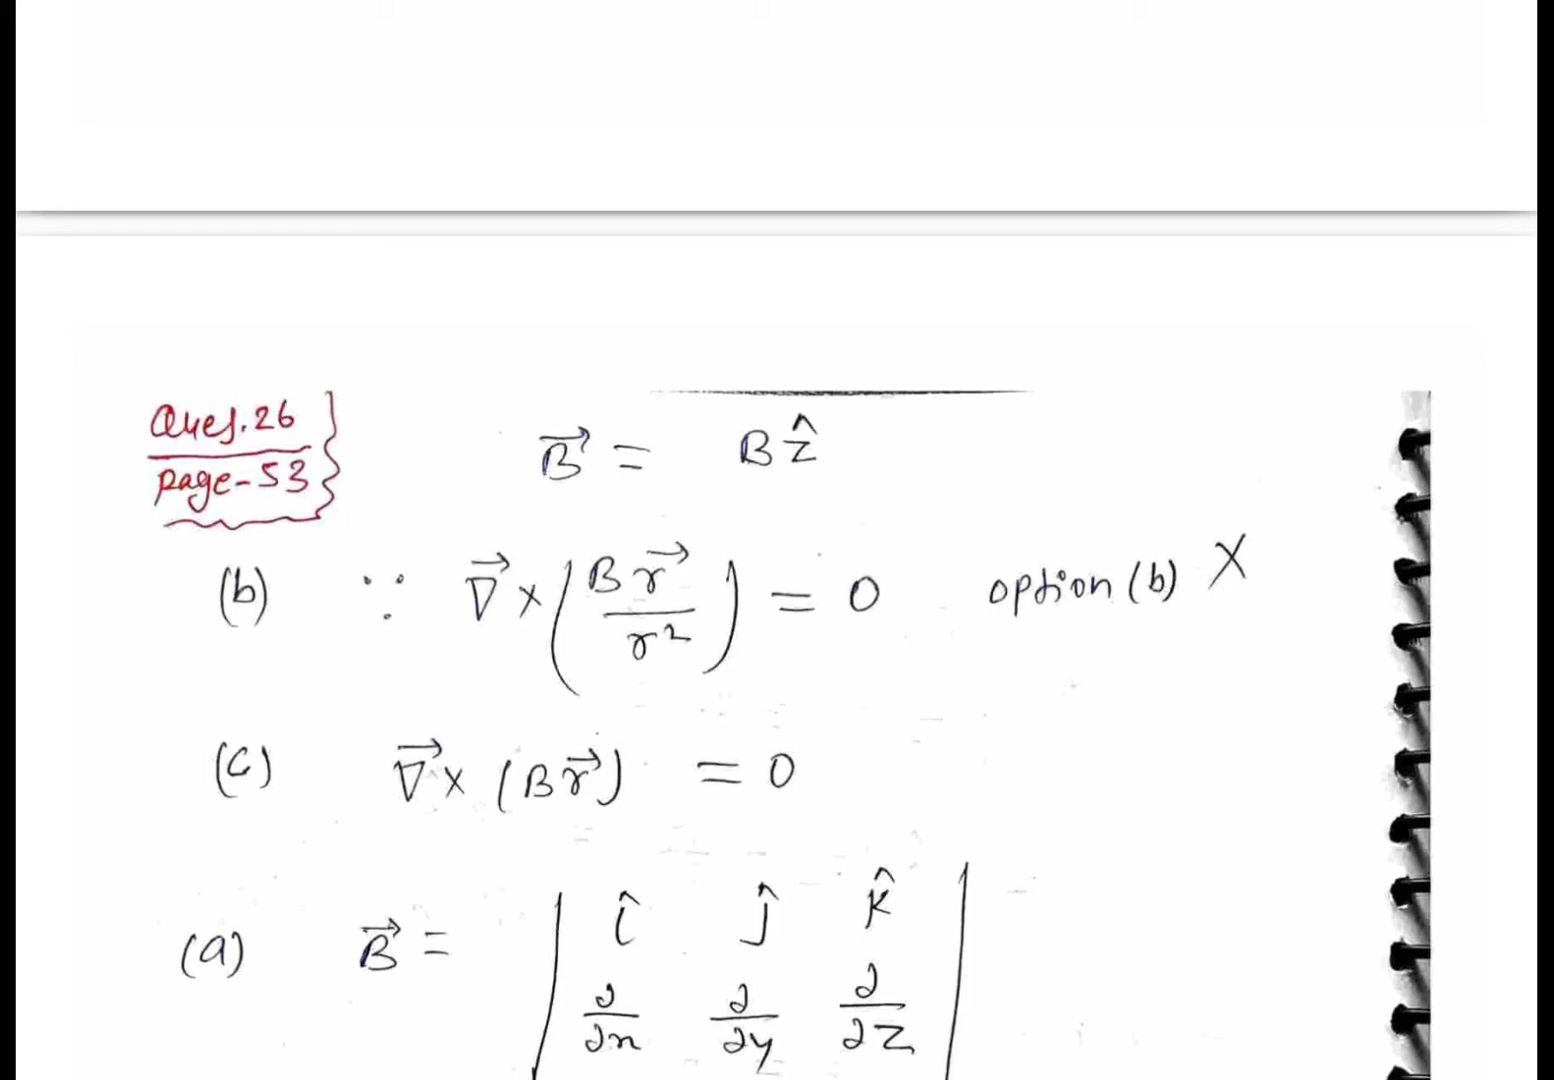 Ques. 26
page-53
B⃗ = B ẑ
(b) ∵ ∇⃗ × (B r⃗ / r²) = 0 option (b) X
(c) ∇⃗ × (B r⃗) = 0
(a) B⃗ = | î ĵ k̂ |
∂/∂x ∂/∂y ∂/∂z